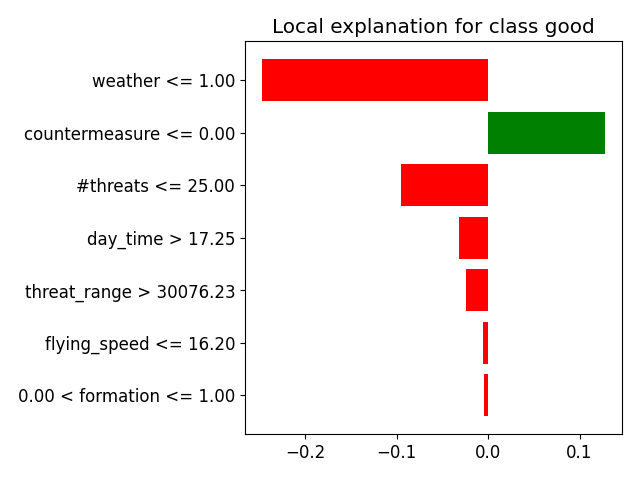 Local explanation for class good
weather <= 1.00
countermeasure <= 0.00
#threats <= 25.00
day_time > 17.25
threat_range > 30076.23
flying_speed <= 16.20
0.00 < formation <= 1.00
−0.2 −0.1 0.0 0.1